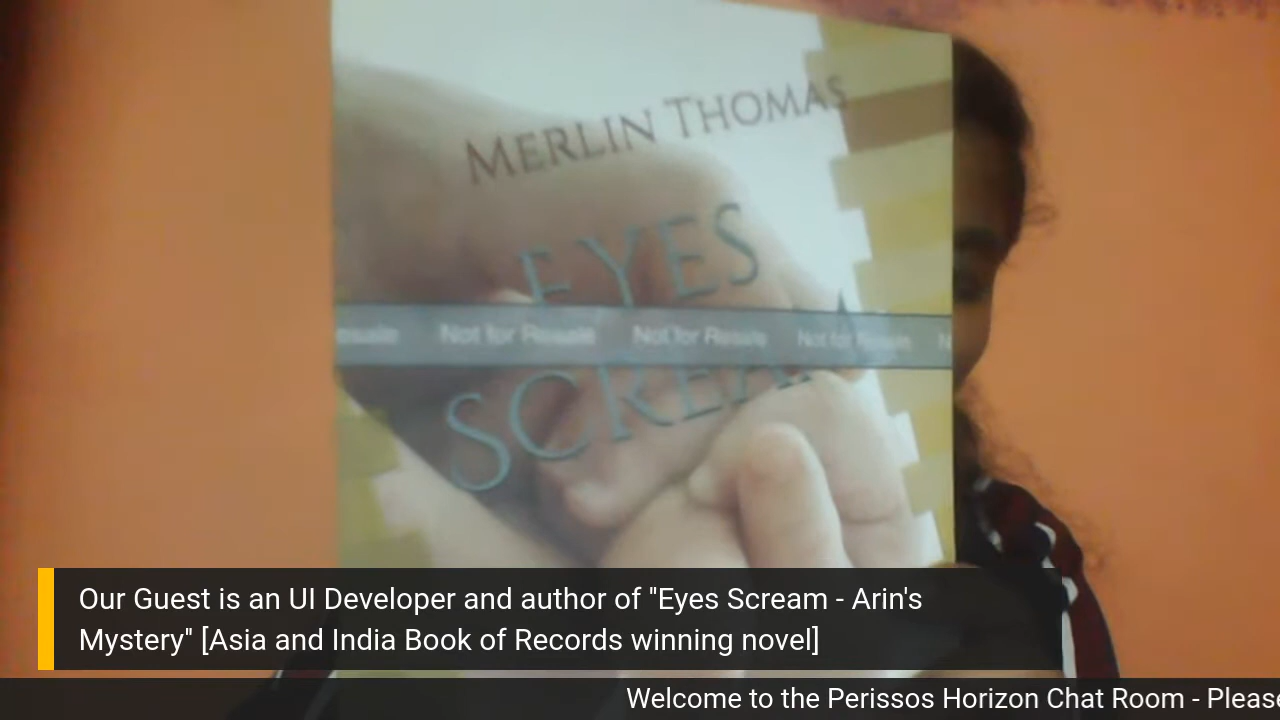 MERLIN THOMAS
EYES
Not for Resale Not for Resale Not for Resale
SCREAM
Our Guest is an UI Developer and author of "Eyes Scream - Arin's
Mystery" [Asia and India Book of Records winning novel]
Welcome to the Perissos Horizon Chat Room - Please